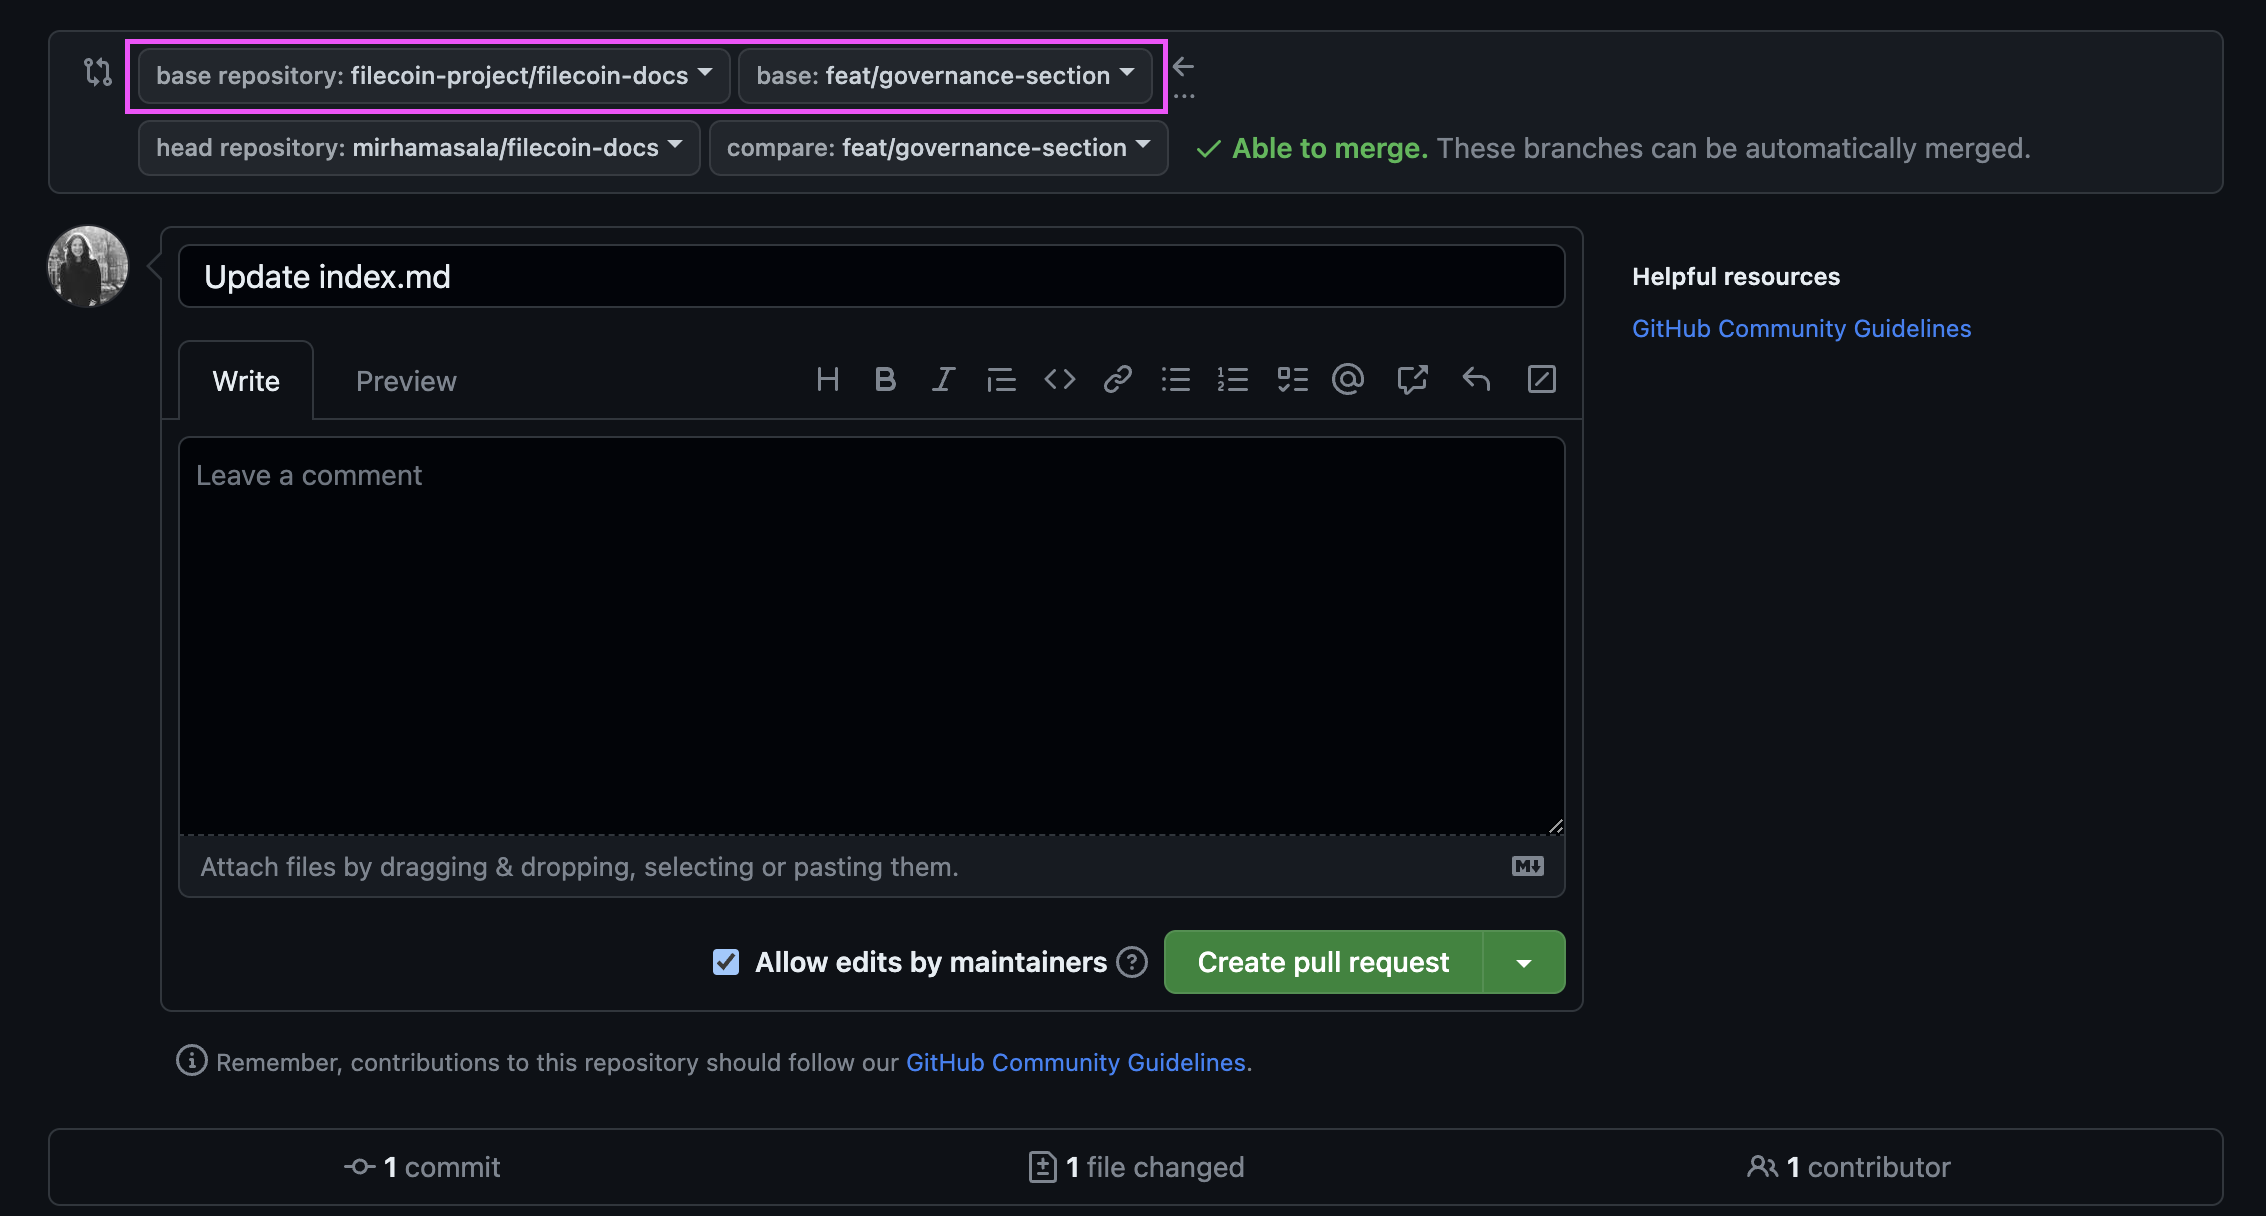 base repository: filecoin-project/filecoin-docs base: feat/governance-section
head repository: mirhamasala/filecoin-docs compare: feat/governance-section Able to merge. These branches can be automatically merged.
Update index.md
Helpful resources
GitHub Community Guidelines
Write Preview
Leave a comment
Attach files by dragging & dropping, selecting or pasting them.
Allow edits by maintainers Create pull request
Remember, contributions to this repository should follow our GitHub Community Guidelines.
1 commit 1 file changed 1 contributor